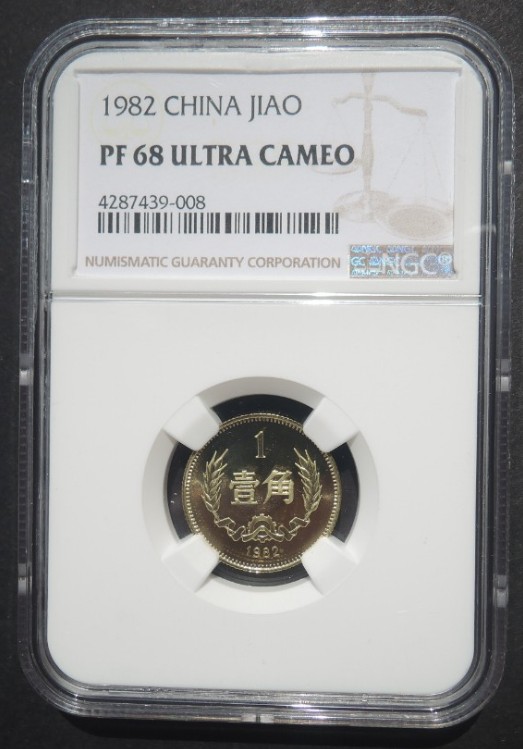 1982 CHINA JIAO
PF 68 ULTRA CAMEO
4287439-008
NUMISMATIC GUARANTY CORPORATION
NGC®
1
壹角
1982